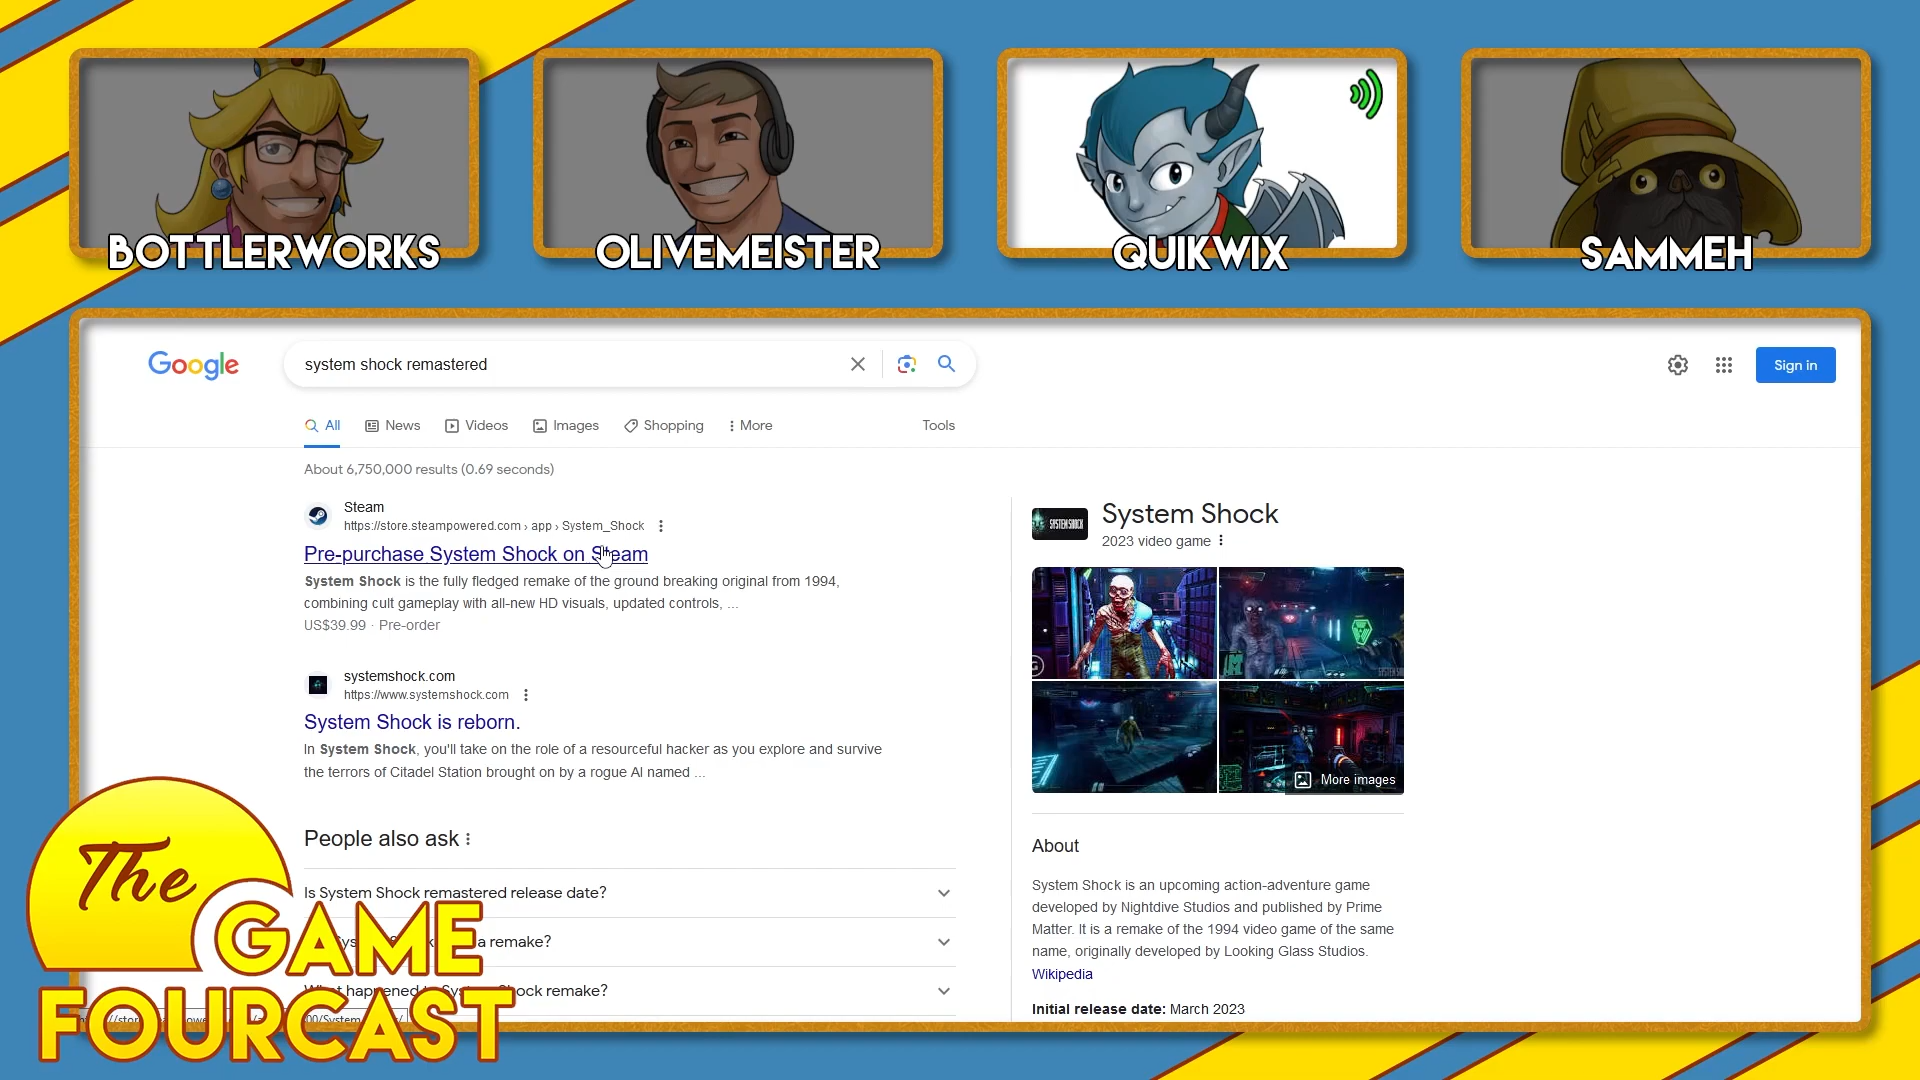 BOTTLERWORKS
OLIVEMEISTER
QUIKWIX
SAMMEH
Google
system shock remastered
Sign in
All
News
Videos
Images
Shopping
More
Tools
About 6,750,000 results (0.69 seconds)
Steam
https://store.steampowered.com › app › System_Shock
Pre-purchase System Shock on Steam
System Shock is the fully fledged remake of the ground breaking original from 1994,
combining cult gameplay with all-new HD visuals, updated controls, ...
US$39.99 · Pre-order
systemshock.com
https://www.systemshock.com
System Shock is reborn.
In System Shock, you'll take on the role of a resourceful hacker as you explore and survive
the terrors of Citadel Station brought on by a rogue AI named ...
People also ask
Is System Shock remastered release date?
a remake?
What happened to System Shock remake?
SYSTEM SHOCK
System Shock
2023 video game
More images
About
System Shock is an upcoming action-adventure game
developed by Nightdive Studios and published by Prime
Matter. It is a remake of the 1994 video game of the same
name, originally developed by Looking Glass Studios.
Wikipedia
Initial release date: March 2023
The
GAME
FOURCAST